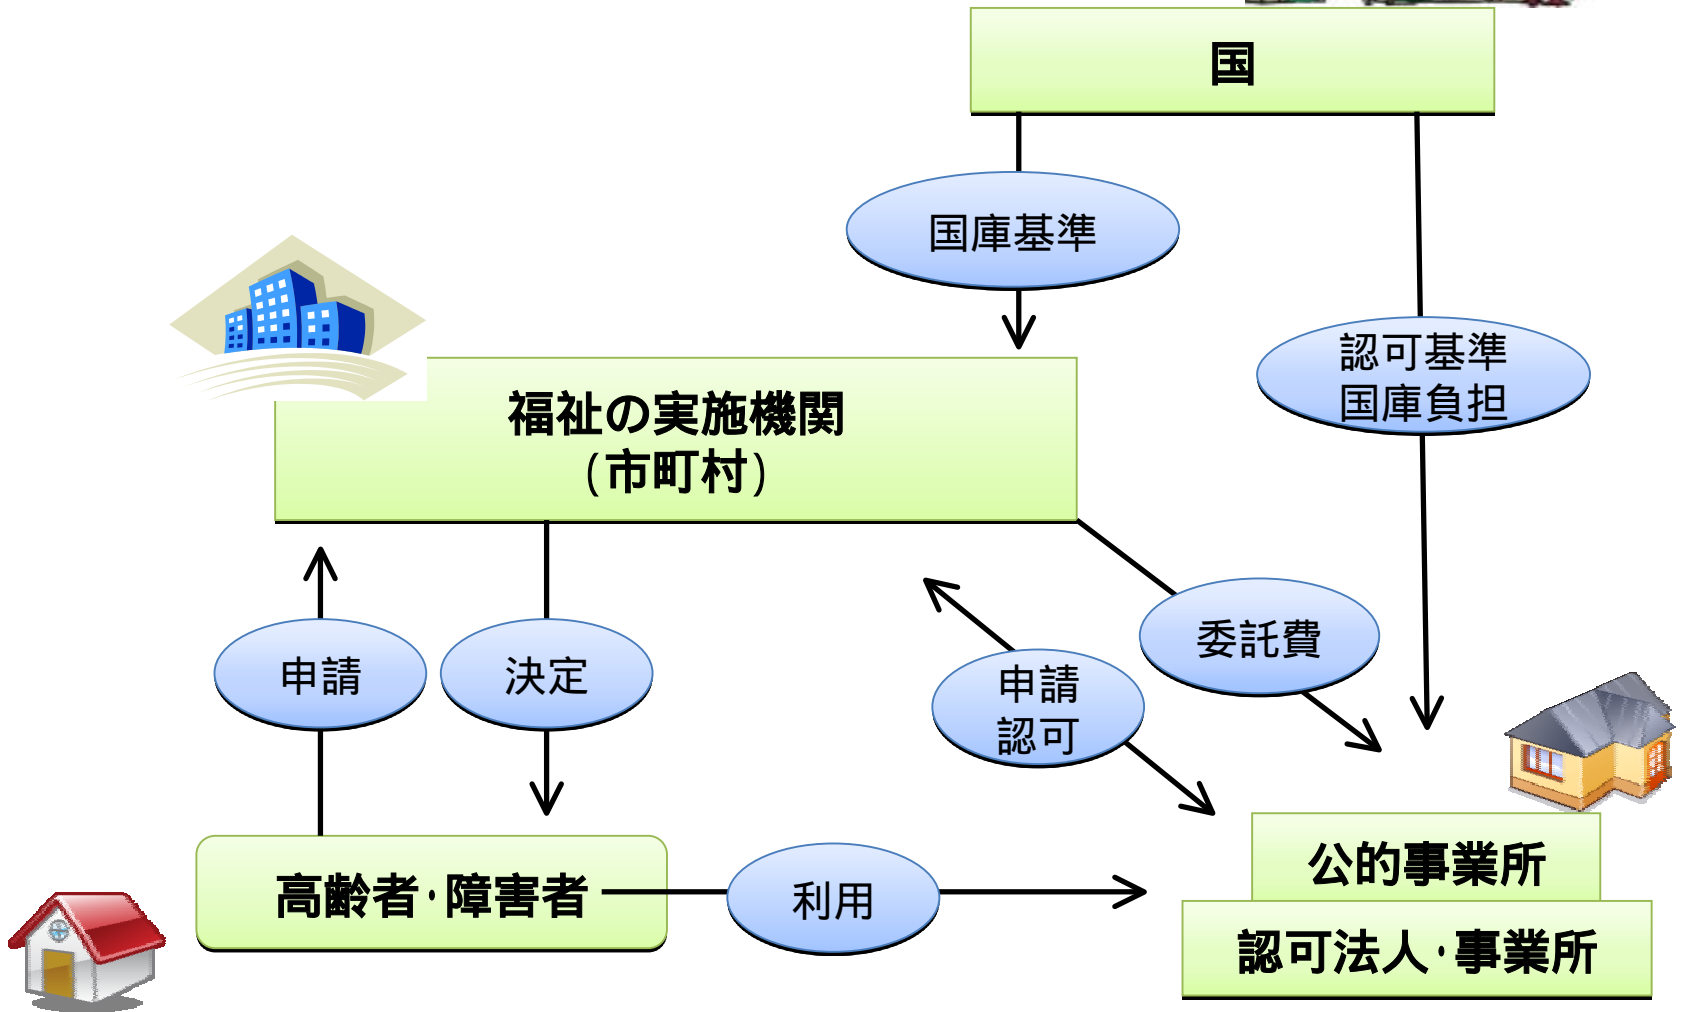 国
国庫基準
認可基準
国庫負担
福祉の実施機関
(市町村)
申請
決定
申請
認可
委託費
高齢者・障害者
利用
公的事業所
認可法人・事業所